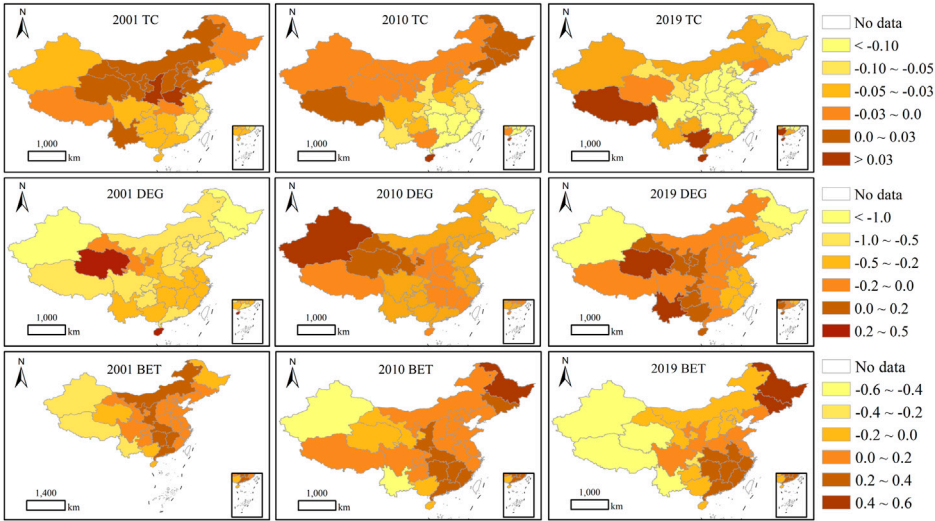 2001 TC
N
1,000
km
2010 TC
N
1,000
km
2019 TC
N
1,000
km
No data
< -0.10
-0.10 ~ -0.05
-0.05 ~ -0.03
-0.03 ~ 0.0
0.0 ~ 0.03
> 0.03
2001 DEG
N
1,000
km
2010 DEG
N
1,000
km
2019 DEG
N
1,000
km
No data
< -1.0
-1.0 ~ -0.5
-0.5 ~ -0.2
-0.2 ~ 0.0
0.0 ~ 0.2
0.2 ~ 0.5
2001 BET
N
1,400
km
2010 BET
N
1,000
km
2019 BET
N
1,000
km
No data
-0.6 ~ -0.4
-0.4 ~ -0.2
-0.2 ~ 0.0
0.0 ~ 0.2
0.2 ~ 0.4
0.4 ~ 0.6